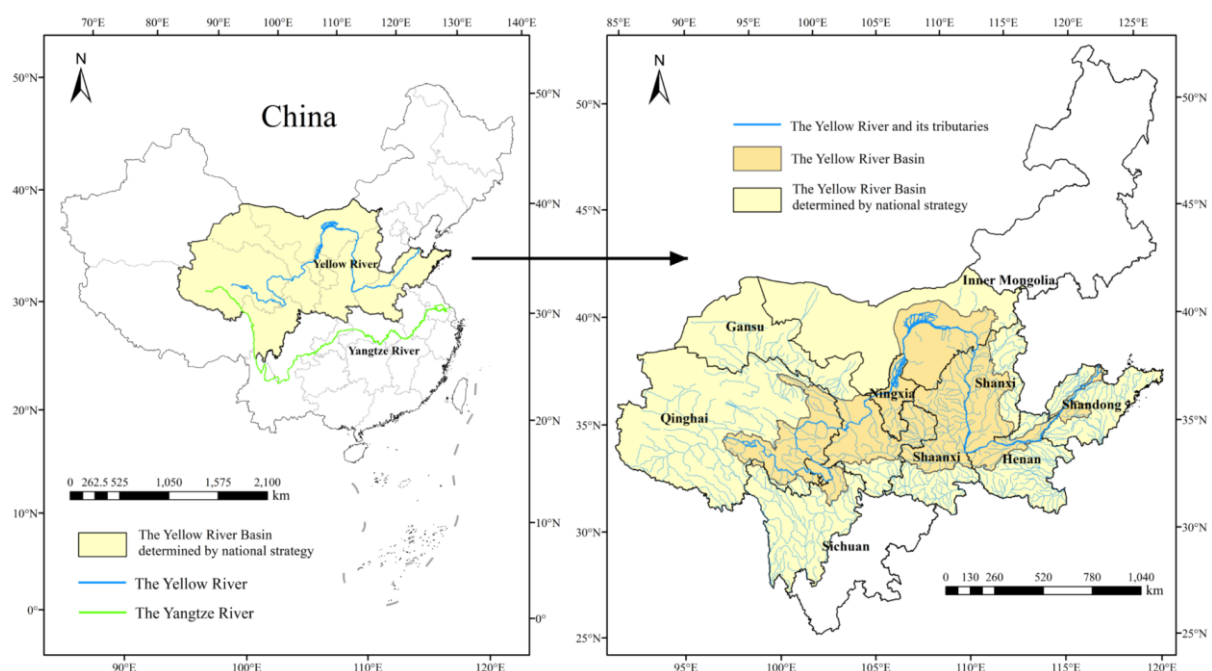 80°E 90°E 100°E 110°E 120°E 130°E 140°E
N
50°N
50°N
China
40°N
40°N
Yellow River
30°N
30°N
Yangtze River
20°N
20°N
0 262.5 525 1,050 1,575 2,100
km
10°N
10°N
The Yellow River Basin
determined by national strategy
The Yellow River
The Yangtze River
0°
0°
90°E 100°E 110°E 120°E
85°E 90°E 95°E 100°E 105°E 110°E 115°E 120°E 125°E
N
50°N
50°N
The Yellow River and its tributaries
The Yellow River Basin
The Yellow River Basin
determined by national strategy
45°N
45°N
Inner Mongolia
40°N
40°N
Gansu
Ningxia
Shanxi
Shandong
Qinghai
35°N
35°N
Shaanxi
Henan
30°N
30°N
Sichuan
0 130 260 520 780 1,040
km
25°N
25°N
95°E 100°E 105°E 110°E 115°E 120°E